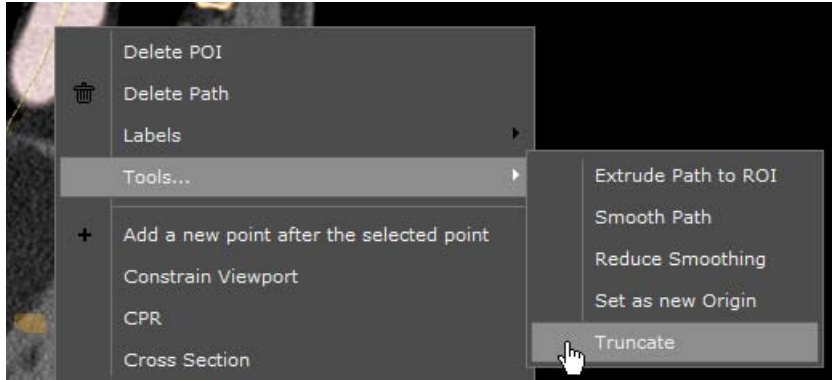 Delete POI
Delete Path
Labels
Tools...
Add a new point after the selected point
Constrain Viewport
CPR
Cross Section
Extrude Path to ROI
Smooth Path
Reduce Smoothing
Set as new Origin
Truncate